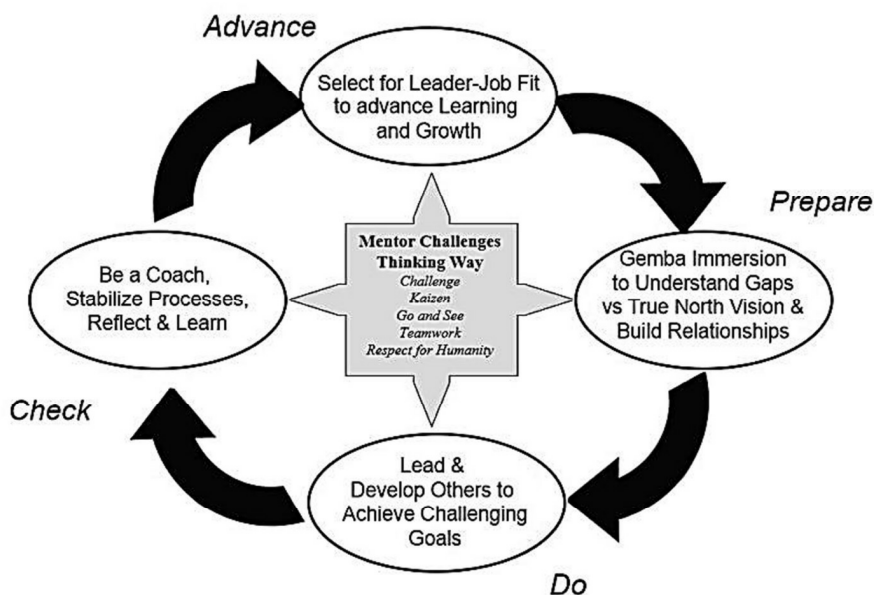 Advance
Select for Leader-Job Fit
to advance Learning
and Growth
Prepare
Gemba Immersion
to Understand Gaps
vs True North Vision &
Build Relationships
Mentor Challenges
Thinking Way
Challenge
Kaizen
Go and See
Teamwork
Respect for Humanity
Be a Coach,
Stabilize Processes,
Reflect & Learn
Check
Lead &
Develop Others to
Achieve Challenging
Goals
Do